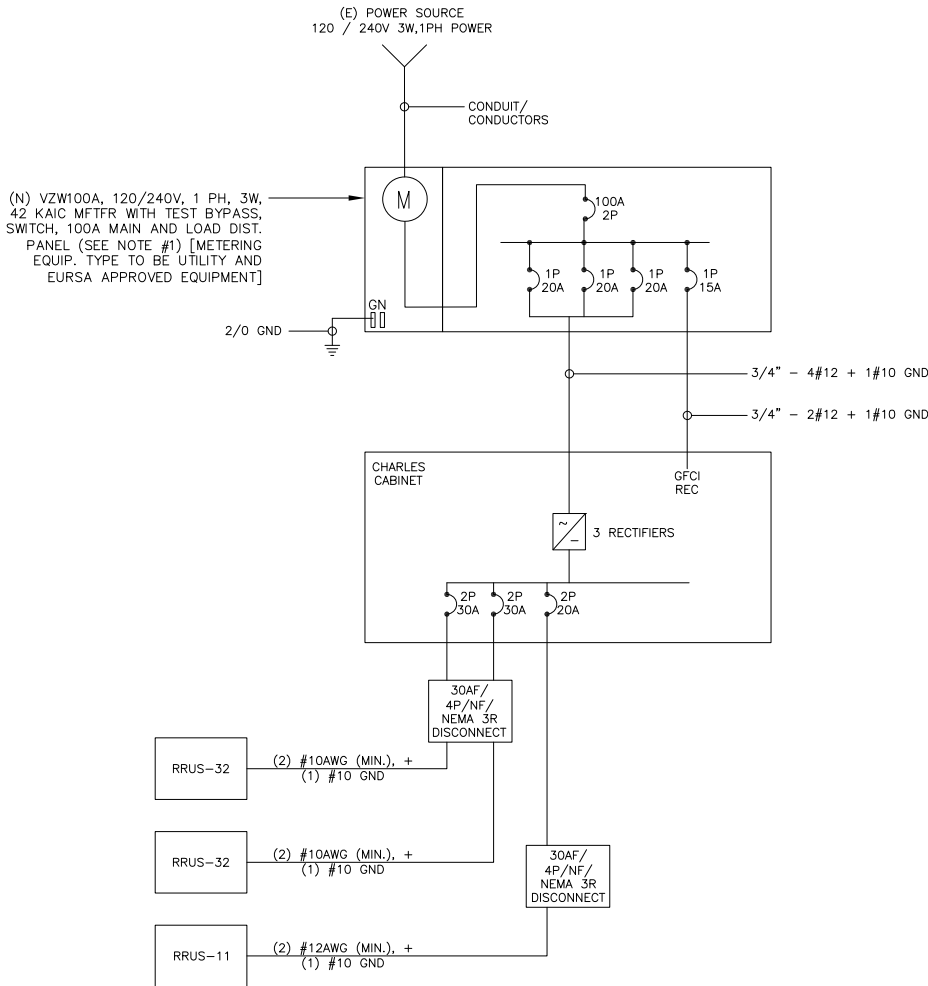 (E) POWER SOURCE
120 / 240V 3W,1PH POWER
CONDUIT/
CONDUCTORS
(N) VZW100A, 120/240V, 1 PH, 3W,
42 KAIC MFTFR WITH TEST BYPASS,
SWITCH, 100A MAIN AND LOAD DIST.
PANEL (SEE NOTE #1) [METERING
EQUIP. TYPE TO BE UTILITY AND
EURSA APPROVED EQUIPMENT]
M
100A
2P
1P
20A
1P
20A
1P
20A
1P
15A
GN
2/0 GND
3/4" - 4#12 + 1#10 GND
3/4" - 2#12 + 1#10 GND
CHARLES
CABINET
GFCI
REC
~
–
3 RECTIFIERS
2P
30A
2P
30A
2P
20A
30AF/
4P/NF/
NEMA 3R
DISCONNECT
RRUS-32
(2) #10AWG (MIN.), +
(1) #10 GND
RRUS-32
(2) #10AWG (MIN.), +
(1) #10 GND
30AF/
4P/NF/
NEMA 3R
DISCONNECT
RRUS-11
(2) #12AWG (MIN.), +
(1) #10 GND